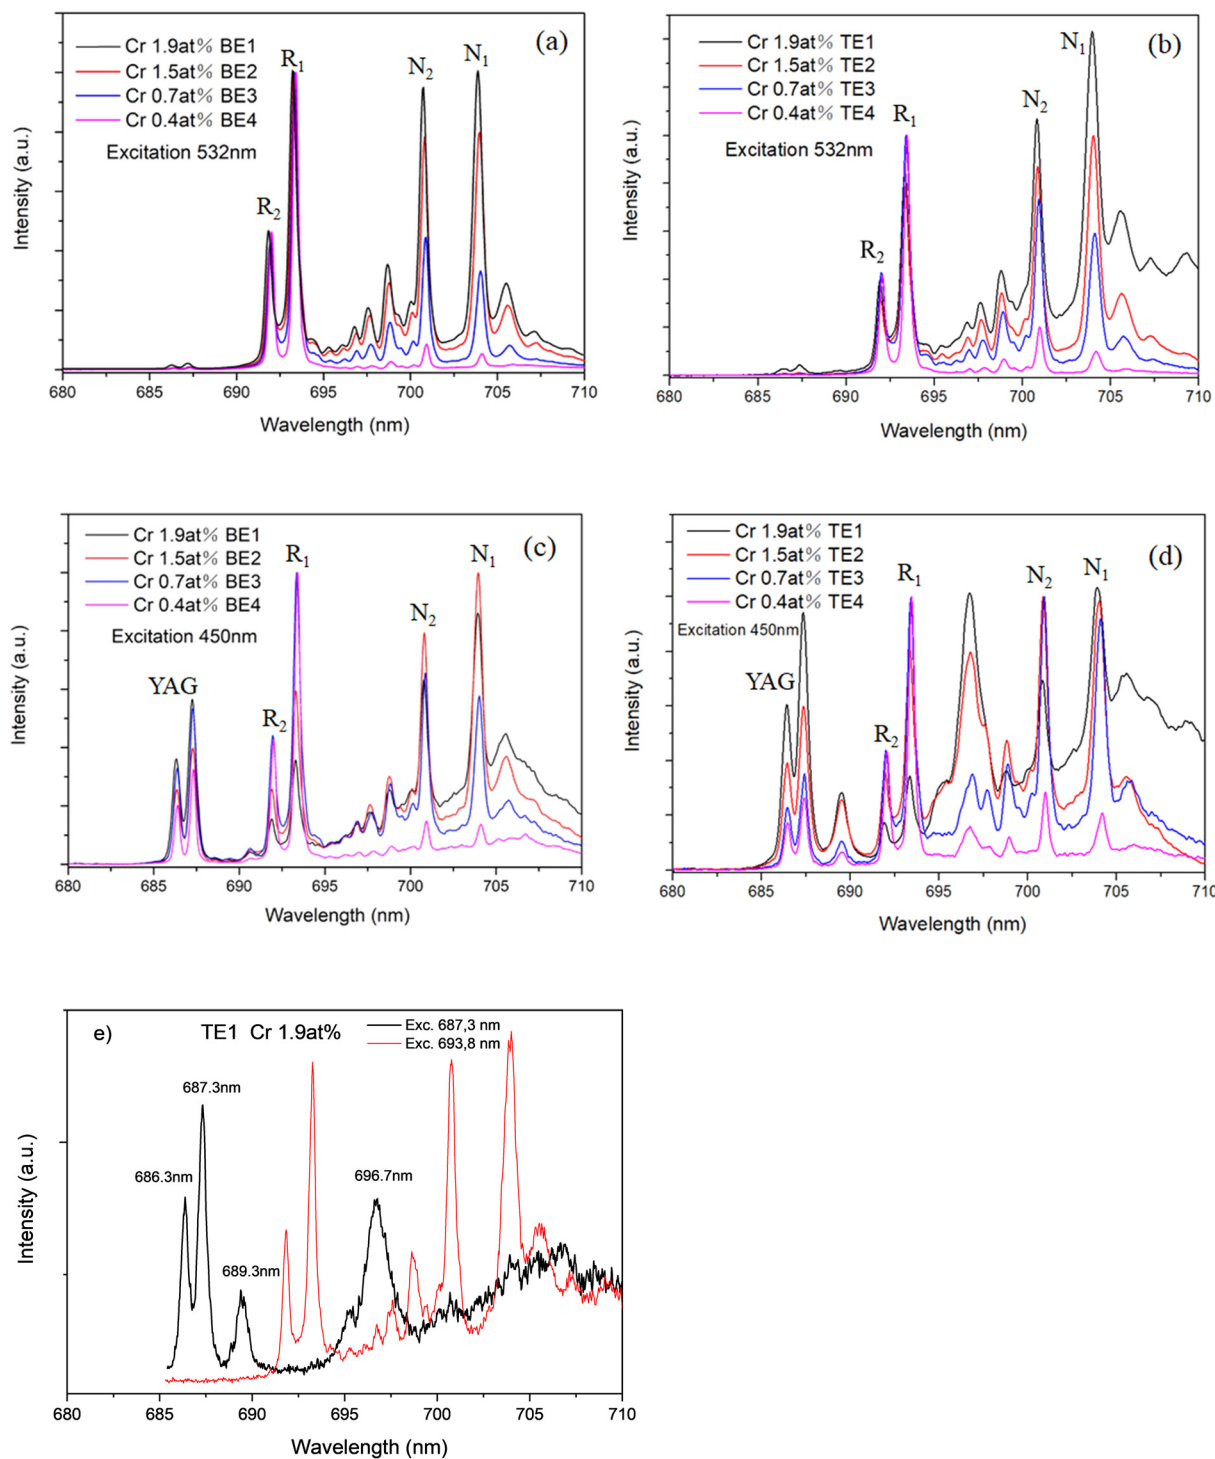 (a)
Cr 1.9at% BE1
Cr 1.5at% BE2
Cr 0.7at% BE3
Cr 0.4at% BE4
Excitation 532nm
R2
R1
N2
N1
Intensity (a.u.)
680 685 690 695 700 705 710
Wavelength (nm)
(b)
Cr 1.9at% TE1
Cr 1.5at% TE2
Cr 0.7at% TE3
Cr 0.4at% TE4
Excitation 532nm
R2
R1
N2
N1
Intensity (a.u.)
680 685 690 695 700 705 710
Wavelength (nm)
(c)
Cr 1.9at% BE1
Cr 1.5at% BE2
Cr 0.7at% BE3
Cr 0.4at% BE4
Excitation 450nm
YAG
R2
R1
N2
N1
Intensity (a.u.)
680 685 690 695 700 705 710
Wavelength (nm)
(d)
Cr 1.9at% TE1
Cr 1.5at% TE2
Cr 0.7at% TE3
Cr 0.4at% TE4
Excitation 450nm
YAG
R2
R1
N2
N1
Intensity (a.u.)
680 685 690 695 700 705 710
Wavelength (nm)
e)
TE1 Cr 1.9at%
Exc. 687,3 nm
Exc. 693,8 nm
686.3nm
687.3nm
689.3nm
696.7nm
Intensity (a.u.)
680 685 690 695 700 705 710
Wavelength (nm)